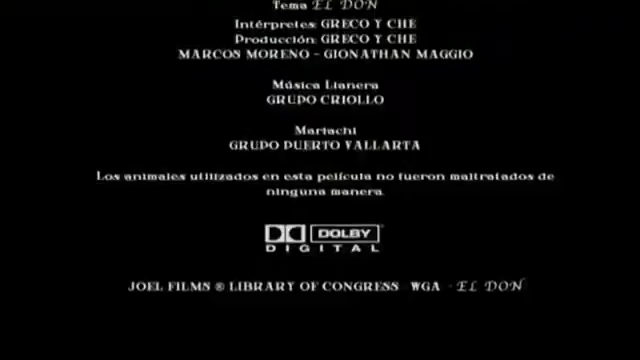 Tema EL DON
Intérpretes: GRECO Y CHE
Producción: GRECO Y CHE
MARCOS MORENO - GIONATHAN MAGGIO
Música Llanera
GRUPO CRIOLLO
Mariachi
GRUPO PUERTO VALLARTA
Los animales utilizados en esta película no fueron maltratados de
ninguna manera.
DOLBY
DIGITAL
JOEL FILMS ® LIBRARY OF CONGRESS WGA - EL DON